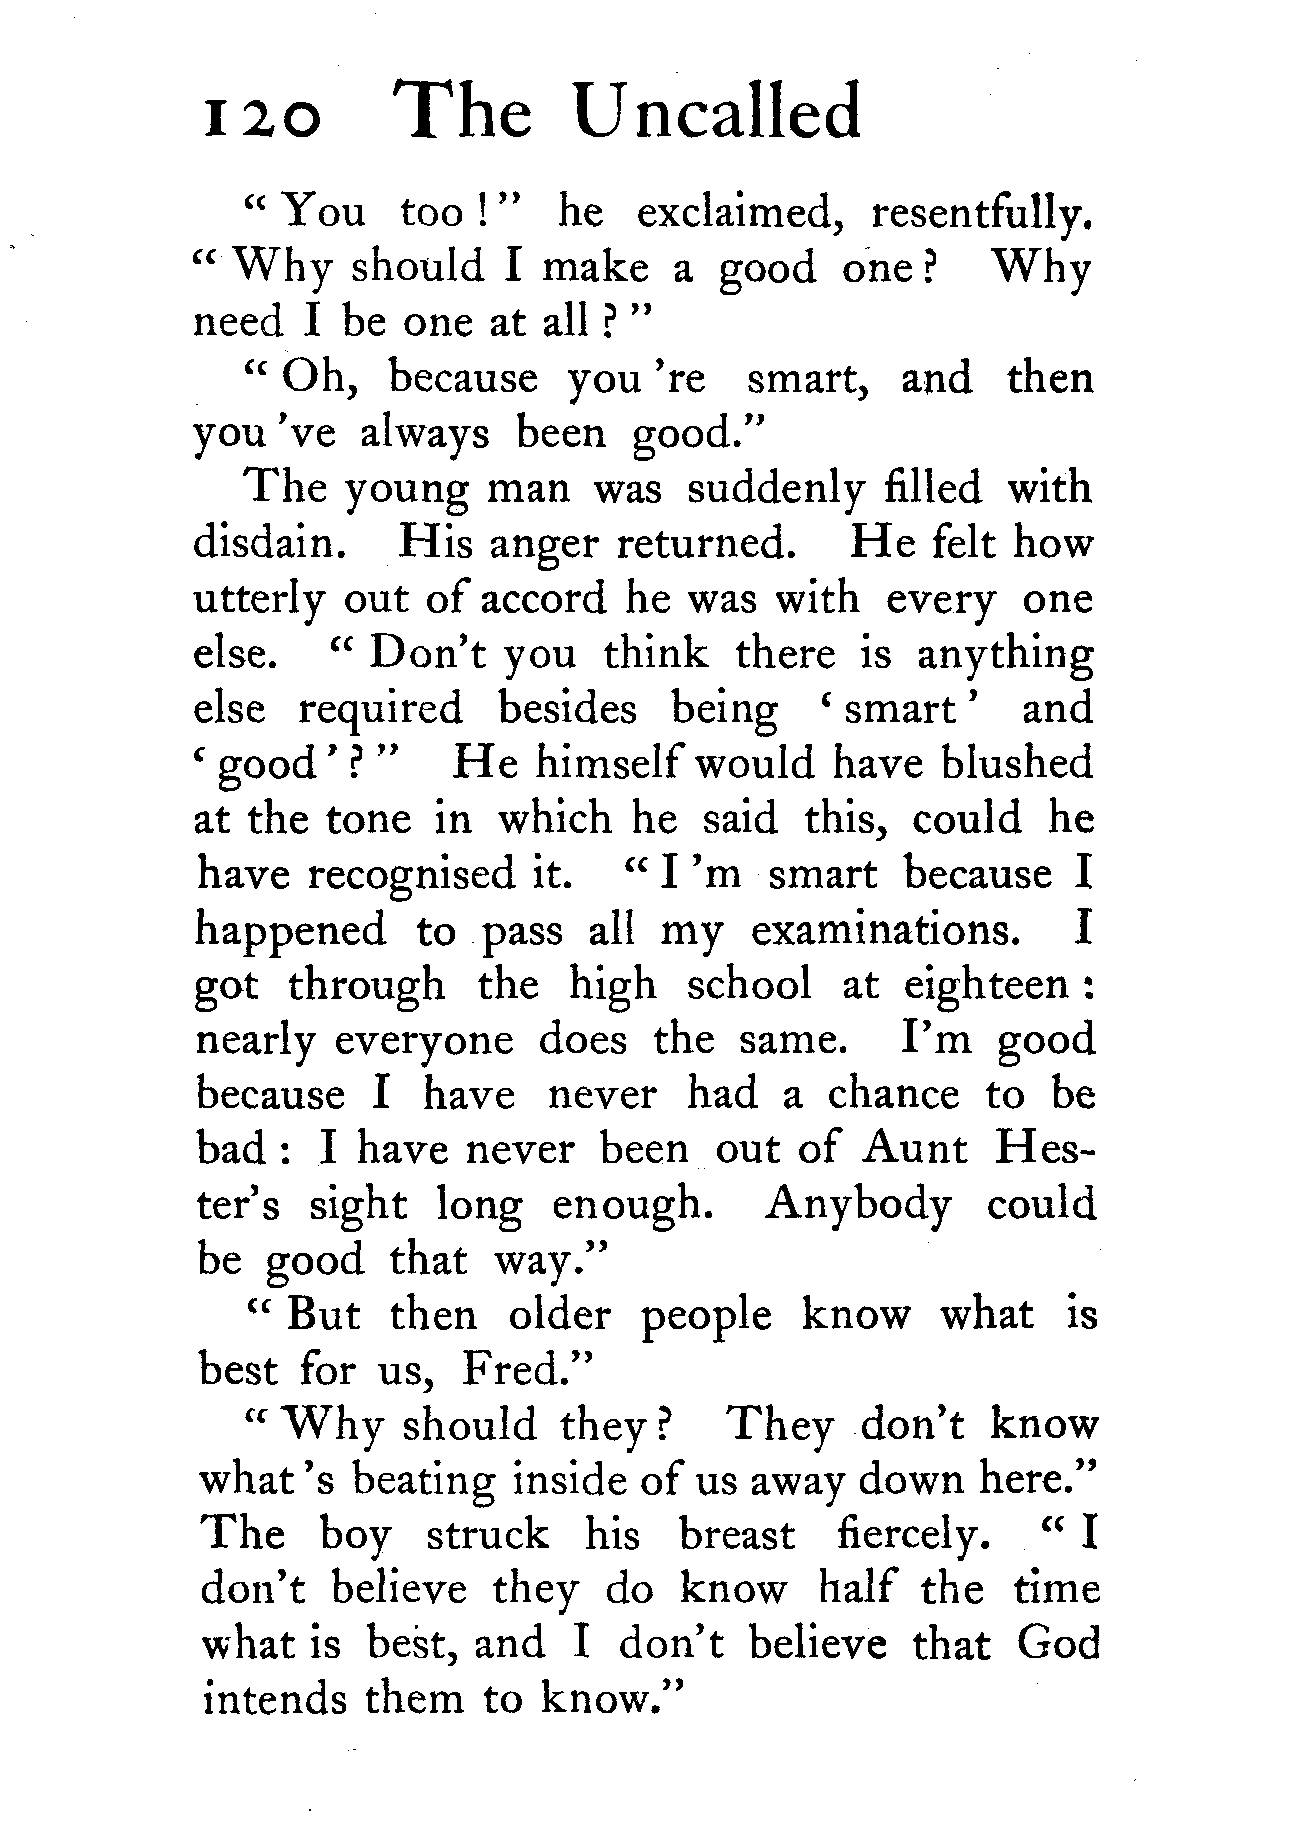 120 The Uncalled
“ You too ! ” he exclaimed, resentfully.
“ Why should I make a good one ? Why
need I be one at all ? ”
“ Oh, because you ’re smart, and then
you ’ve always been good.”
The young man was suddenly filled with
disdain. His anger returned. He felt how
utterly out of accord he was with every one
else. “ Don’t you think there is anything
else required besides being ‘ smart ’ and
‘ good ’ ? ” He himself would have blushed
at the tone in which he said this, could he
have recognised it. “ I ’m smart because I
happened to pass all my examinations. I
got through the high school at eighteen :
nearly everyone does the same. I’m good
because I have never had a chance to be
bad : I have never been out of Aunt Hes-
ter’s sight long enough. Anybody could
be good that way.”
“ But then older people know what is
best for us, Fred.”
“ Why should they ? They don’t know
what ’s beating inside of us away down here.”
The boy struck his breast fiercely. “ I
don’t believe they do know half the time
what is best, and I don’t believe that God
intends them to know.”